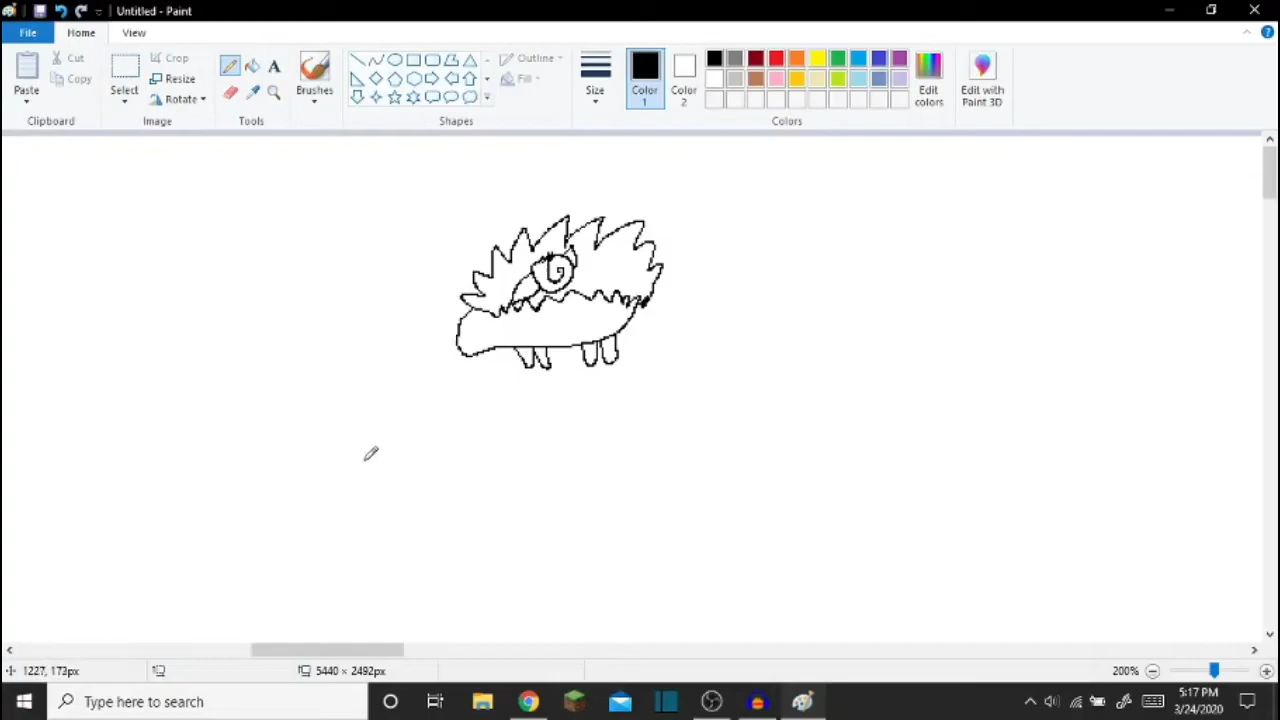 Untitled - Paint
File Home View
Paste
Cut
Copy
Clipboard
Select
Crop
Resize
Rotate
Image
Tools
Brushes
Outline
Fill
Shapes
Size
Color 1
Color 2
Edit colors
Colors
Edit with Paint 3D
1227, 173px
5440 × 2492px
200%
Type here to search
5:17 PM
3/24/2020